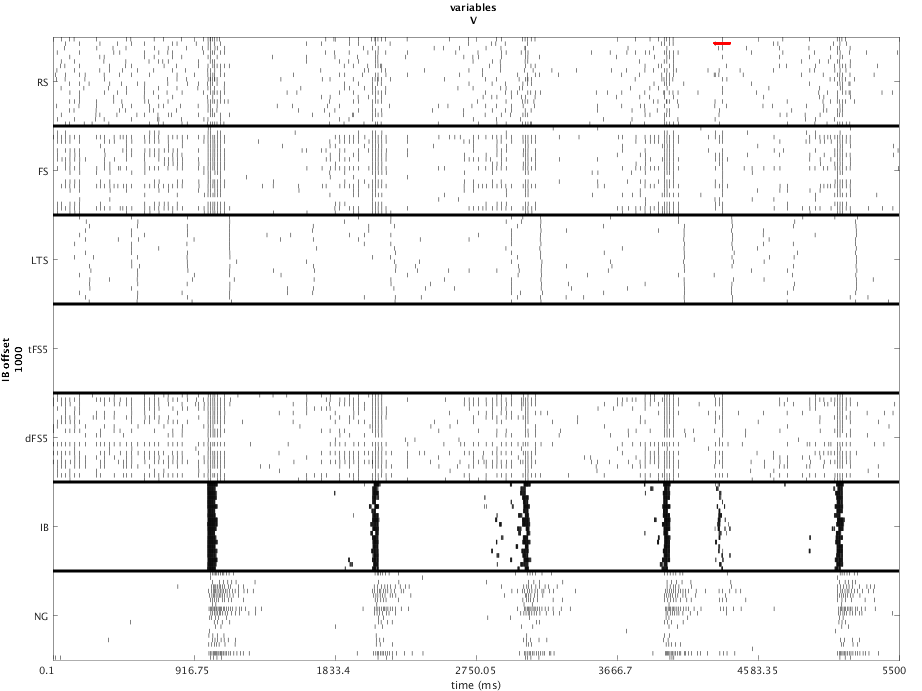 variables
V
RS
FS
LTS
IB offset
1000
tFS5
dFS5
IB
NG
0.1 916.75 1833.4 2750.05 3666.7 4583.35 5500
time (ms)